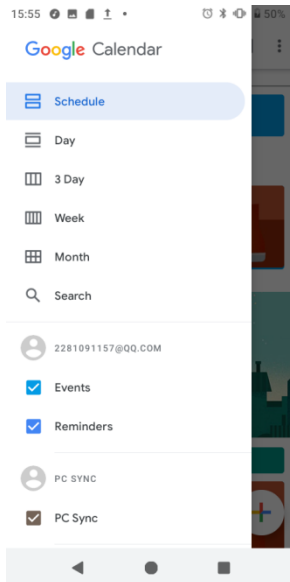 15:55
50%
Google Calendar
Schedule
Day
3 Day
Week
Month
Search
2281091157@QQ.COM
Events
Reminders
PC SYNC
PC Sync